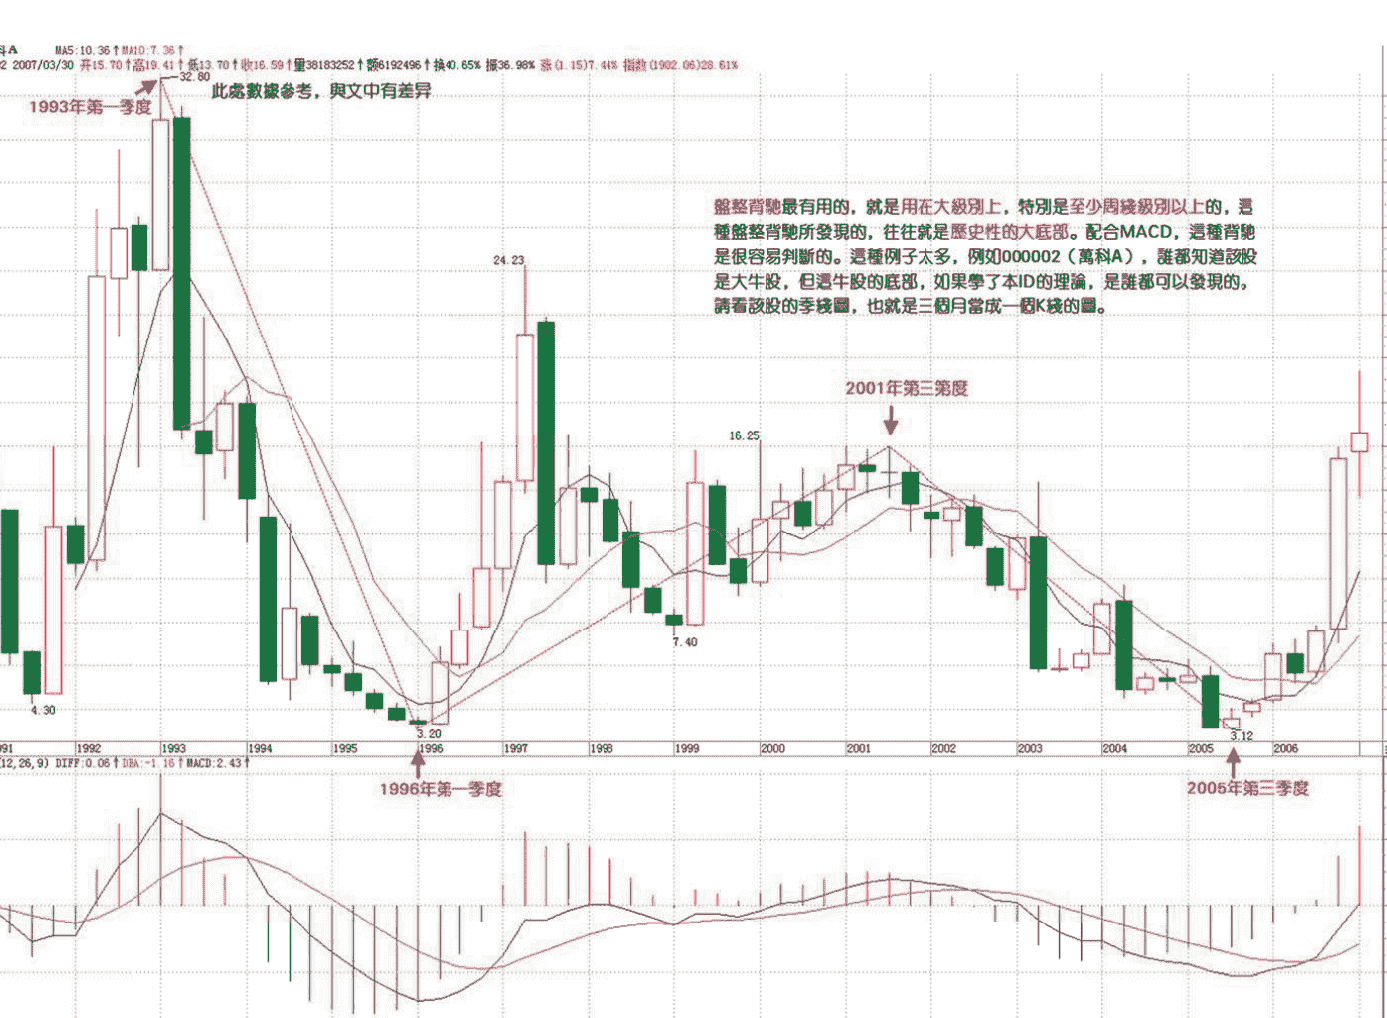 科A MA5:10.36↑MA10:7.36↑
02 2007/03/30 开15.70↑高19.41↑低13.70↑收16.59↑量38183252↑额6192496↑换40.65% 振36.98% 涨(1.15)7.44% 指数(1902.06)28.61%
32.80
此處數據參考，與文中有差异
1993年第一季度
盤整背馳最有用的，就是用在大級別上，特別是至少周綫級別以上的，這
種盤整背馳所發現的，往往就是歷史性的大底部。配合MACD，這種背馳
是很容易判斷的。這種例子太多，例如000002（萬科A），誰都知道該股
是大牛股，但這牛股的底部，如果學了本ID的理論，是誰都可以發現的。
請看該股的季綫圖，也就是三個月當成一個K綫的圖。
24.23
2001年第三第度
16.25
7.40
4.30
3.20
3.12
991 1992 1993 1994 1995 1996 1997 1998 1999 2000 2001 2002 2003 2004 2005 2006
(12,26,9) DIFF:0.06↑ DEA:-1.16↑ MACD:2.43↑
1996年第一季度
2005年第三季度